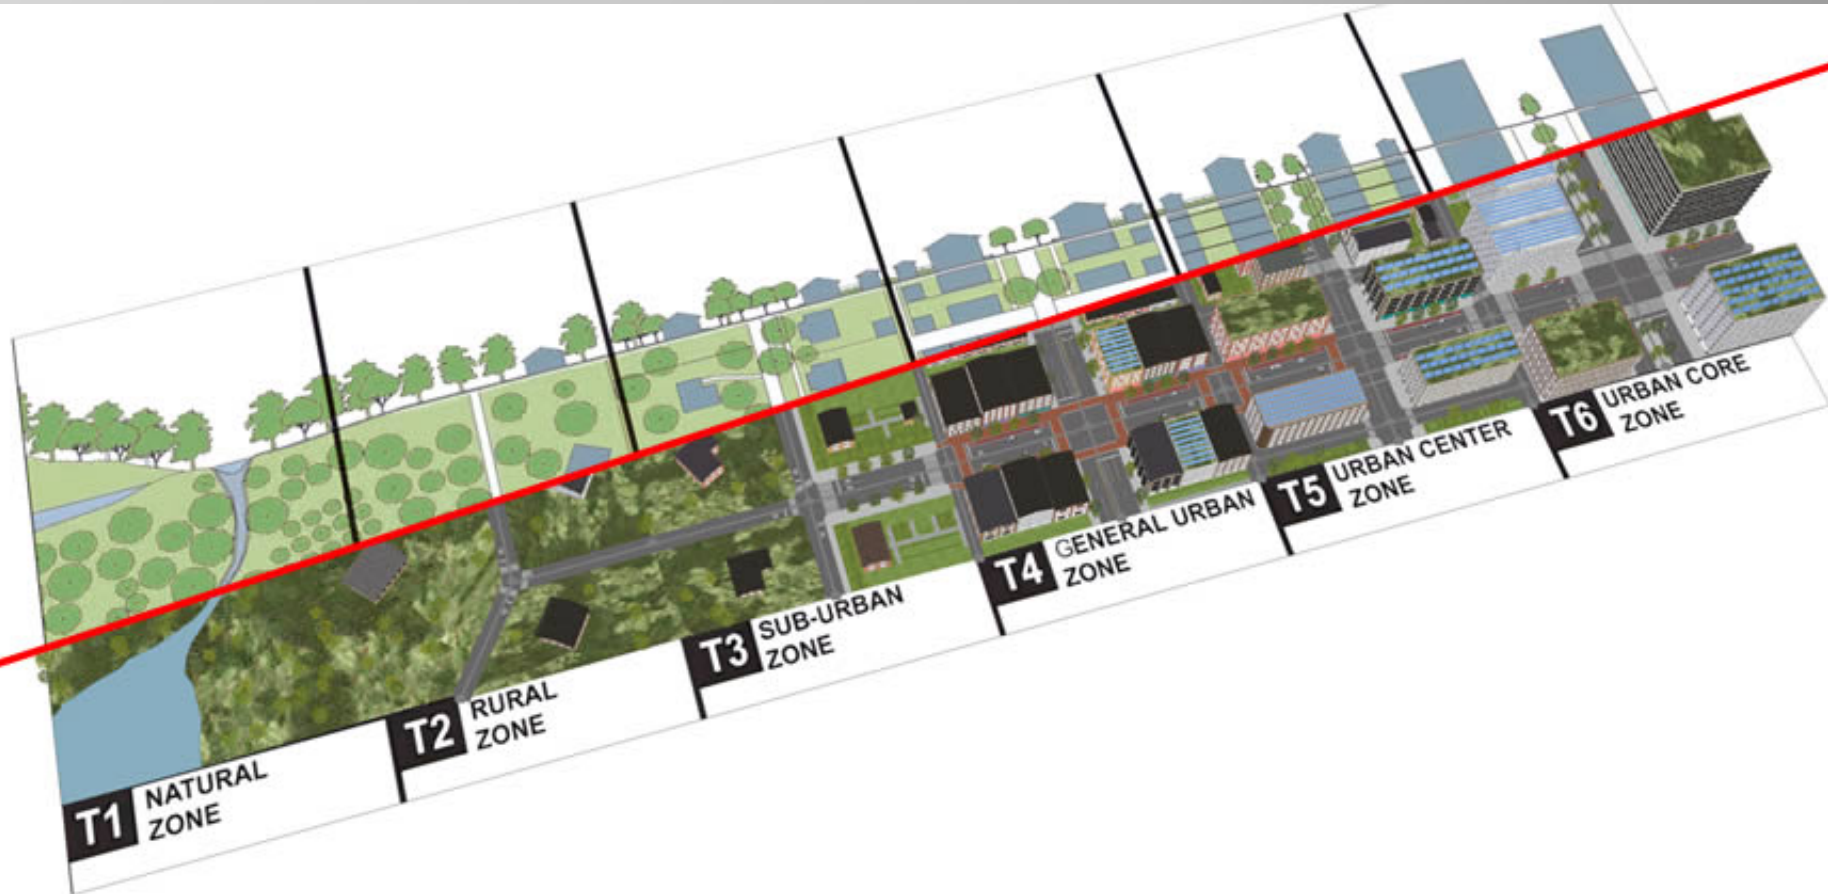 T1 NATURAL
ZONE
T2 RURAL
ZONE
T3 SUB-URBAN
ZONE
T4 GENERAL URBAN
ZONE
T5 URBAN CENTER
ZONE
T6 URBAN CORE
ZONE